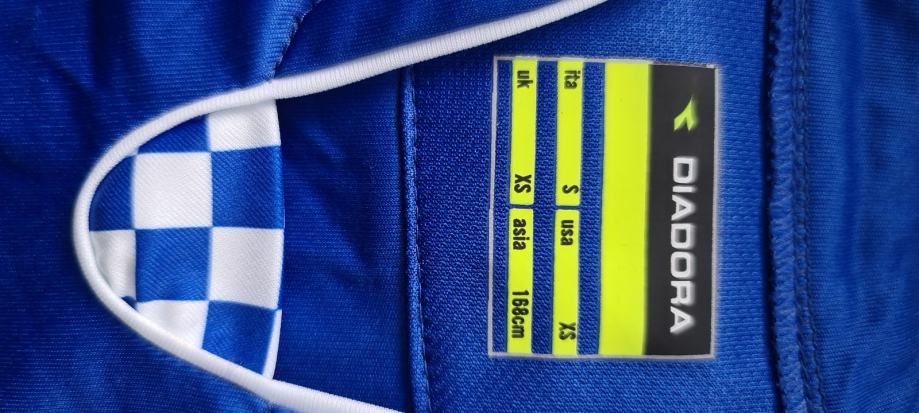 DIADORA
ita S usa XS
uk XS asia 168cm